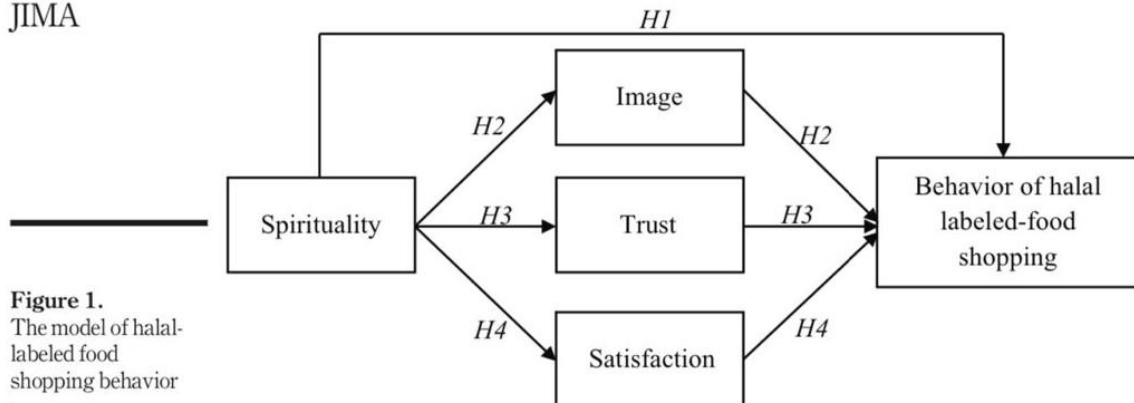 JIMA
H1
Image
H2
H2
Spirituality
H3
Trust
H3
Behavior of halal
labeled-food
shopping
H4
Satisfaction
H4
Figure 1.
The model of halal-
labeled food
shopping behavior